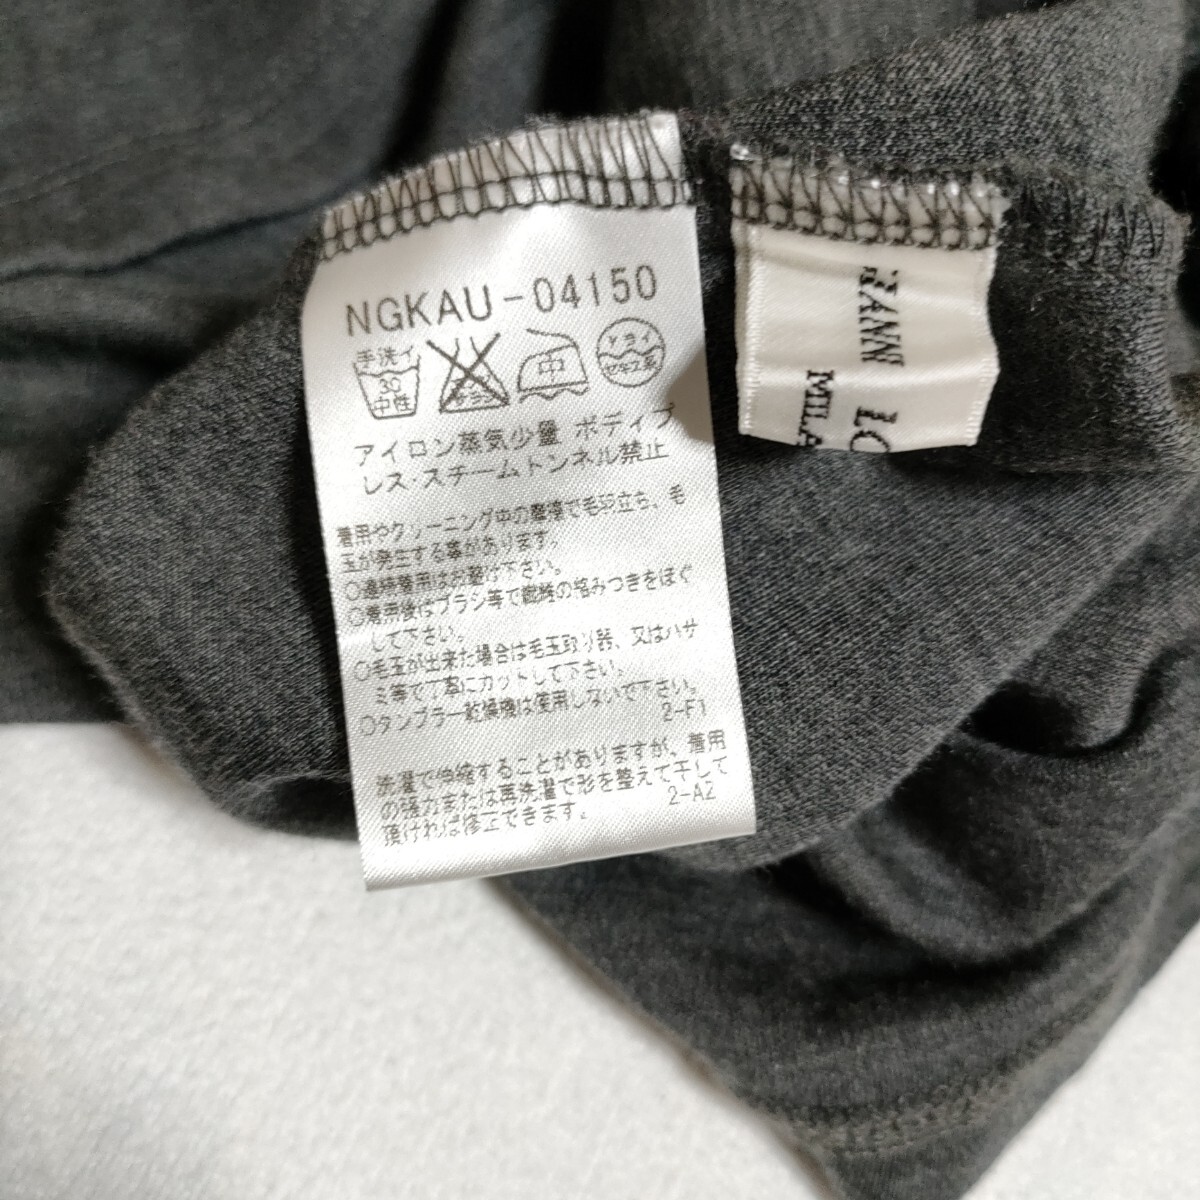 NGKAU-04150
手洗イ
30
中性
中
ドライ
アイロン蒸気少量 ボディプ
レス・スチームトンネル禁止
着用やクリーニング中の摩擦で毛羽立ち、毛
玉が発生する事があります。
○連続着用はお避け下さい。
○着用後はブラシ等で繊維の絡みつきをほぐ
して下さい。
○毛玉が出来た場合は毛玉取り器、又はハサ
ミ等で丁寧にカットして下さい。
○タンブラー乾燥機は使用しないで下さい。
2-F1
洗濯で伸縮することがありますが、着用
の強力または再洗濯で形を整えて干して
頂ければ修正できます。
2-A2
MILA